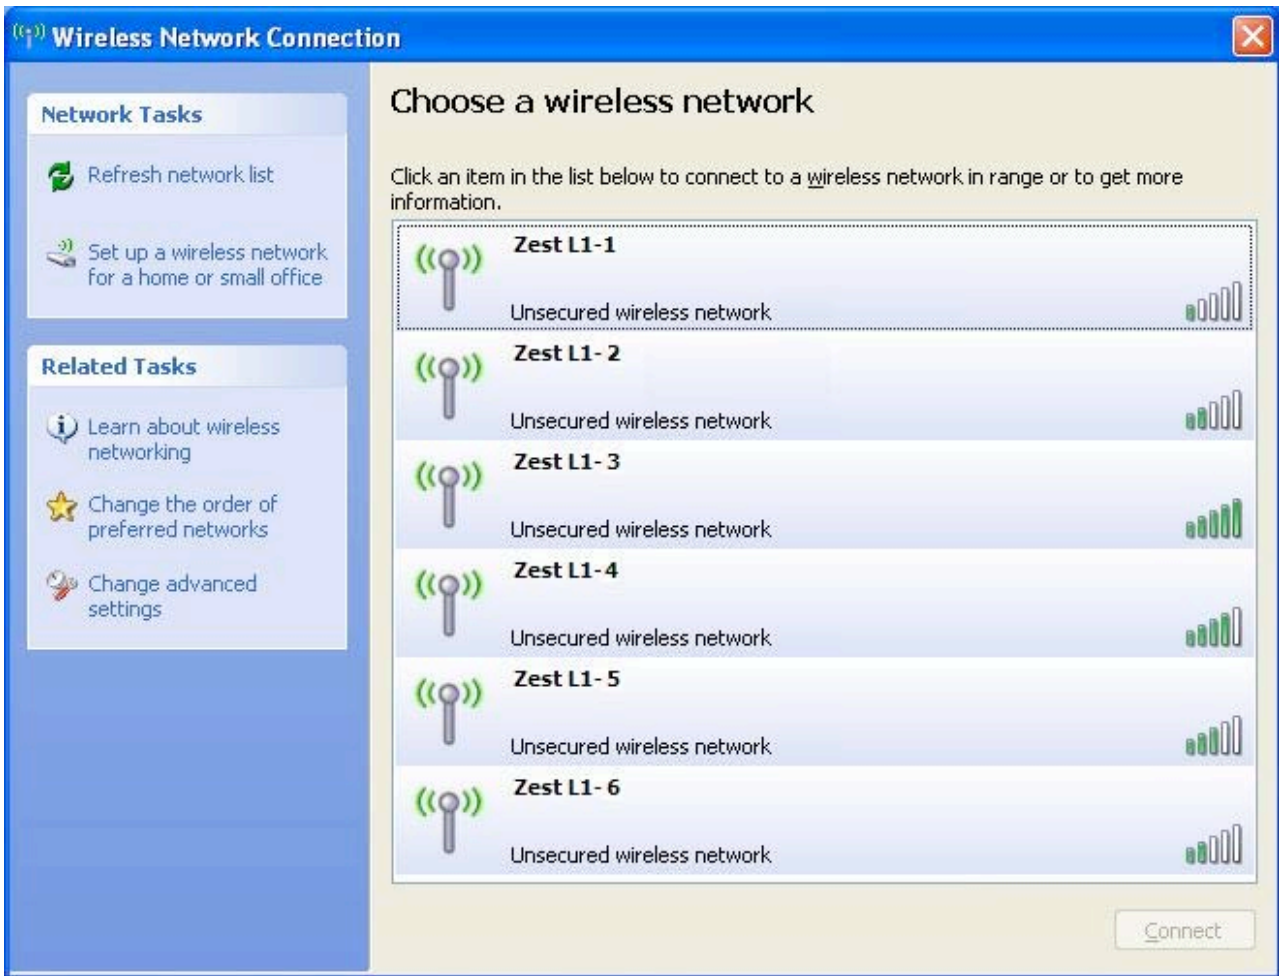 Wireless Network Connection
Network Tasks
Refresh network list
Set up a wireless network
for a home or small office
Related Tasks
Learn about wireless
networking
Change the order of
preferred networks
Change advanced
settings
Choose a wireless network
Click an item in the list below to connect to a wireless network in range or to get more
information.
Zest L1-1
Unsecured wireless network
Zest L1- 2
Unsecured wireless network
Zest L1- 3
Unsecured wireless network
Zest L1-4
Unsecured wireless network
Zest L1- 5
Unsecured wireless network
Zest L1- 6
Unsecured wireless network
Connect